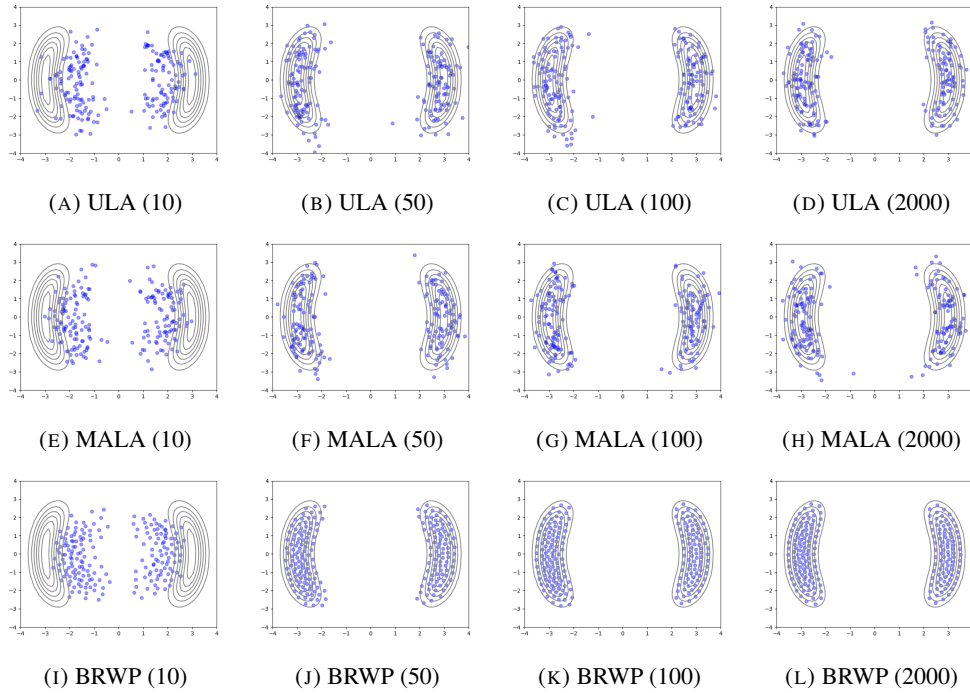 (A) ULA (10)
(B) ULA (50)
(C) ULA (100)
(D) ULA (2000)
(E) MALA (10)
(F) MALA (50)
(G) MALA (100)
(H) MALA (2000)
(I) BRWP (10)
(J) BRWP (50)
(K) BRWP (100)
(L) BRWP (2000)